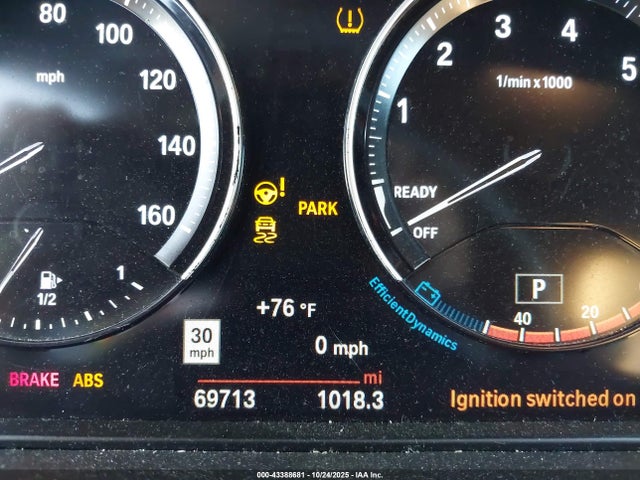 80
100
120
140
160
mph
1/2
1
PARK
+76 °F
30
mph
0 mph
mi
69713
1018.3
BRAKE ABS
1
2
3
4
5
1/min x 1000
READY
OFF
P
40
20
EfficientDynamics
Ignition switched on
000-43388681 - 10/24/2025 - IAA Inc.